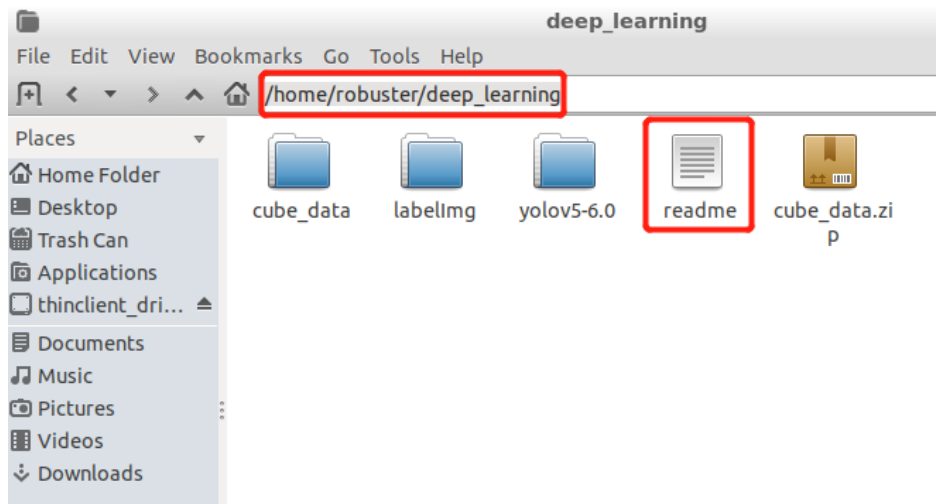 deep_learning
File Edit View Bookmarks Go Tools Help
/home/robuster/deep_learning
Places
Home Folder
Desktop
Trash Can
Applications
thinclient_dri...
Documents
Music
Pictures
Videos
Downloads
cube_data labelImg yolov5-6.0 readme cube_data.zi
p